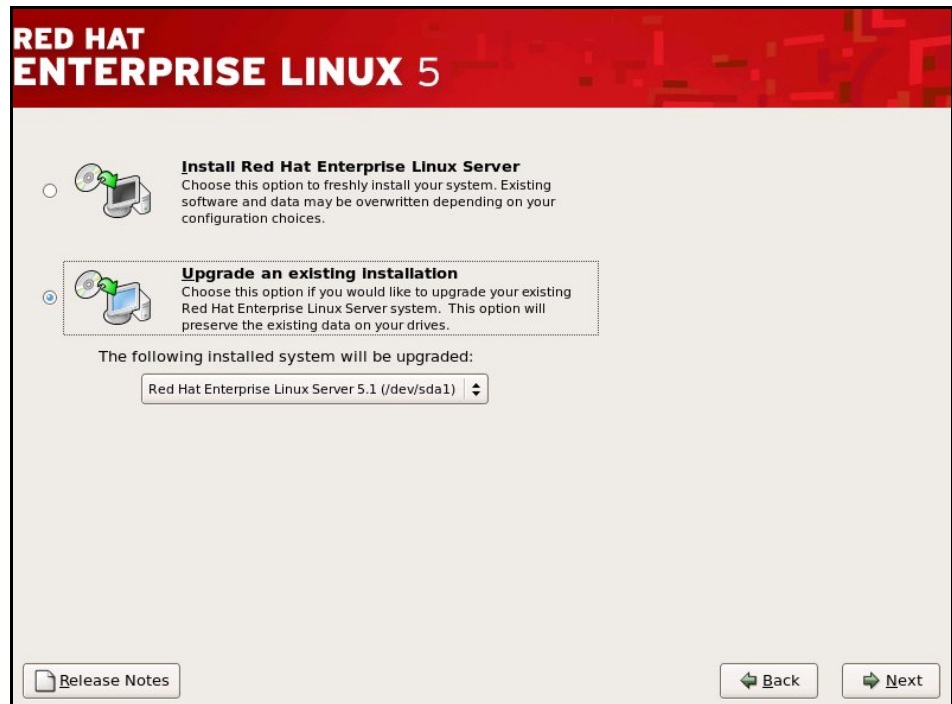 RED HAT
ENTERPRISE LINUX 5
Install Red Hat Enterprise Linux Server
Choose this option to freshly install your system. Existing
software and data may be overwritten depending on your
configuration choices.
Upgrade an existing installation
Choose this option if you would like to upgrade your existing
Red Hat Enterprise Linux Server system. This option will
preserve the existing data on your drives.
The following installed system will be upgraded:
Red Hat Enterprise Linux Server 5.1 (/dev/sda1)
Release Notes
Back
Next